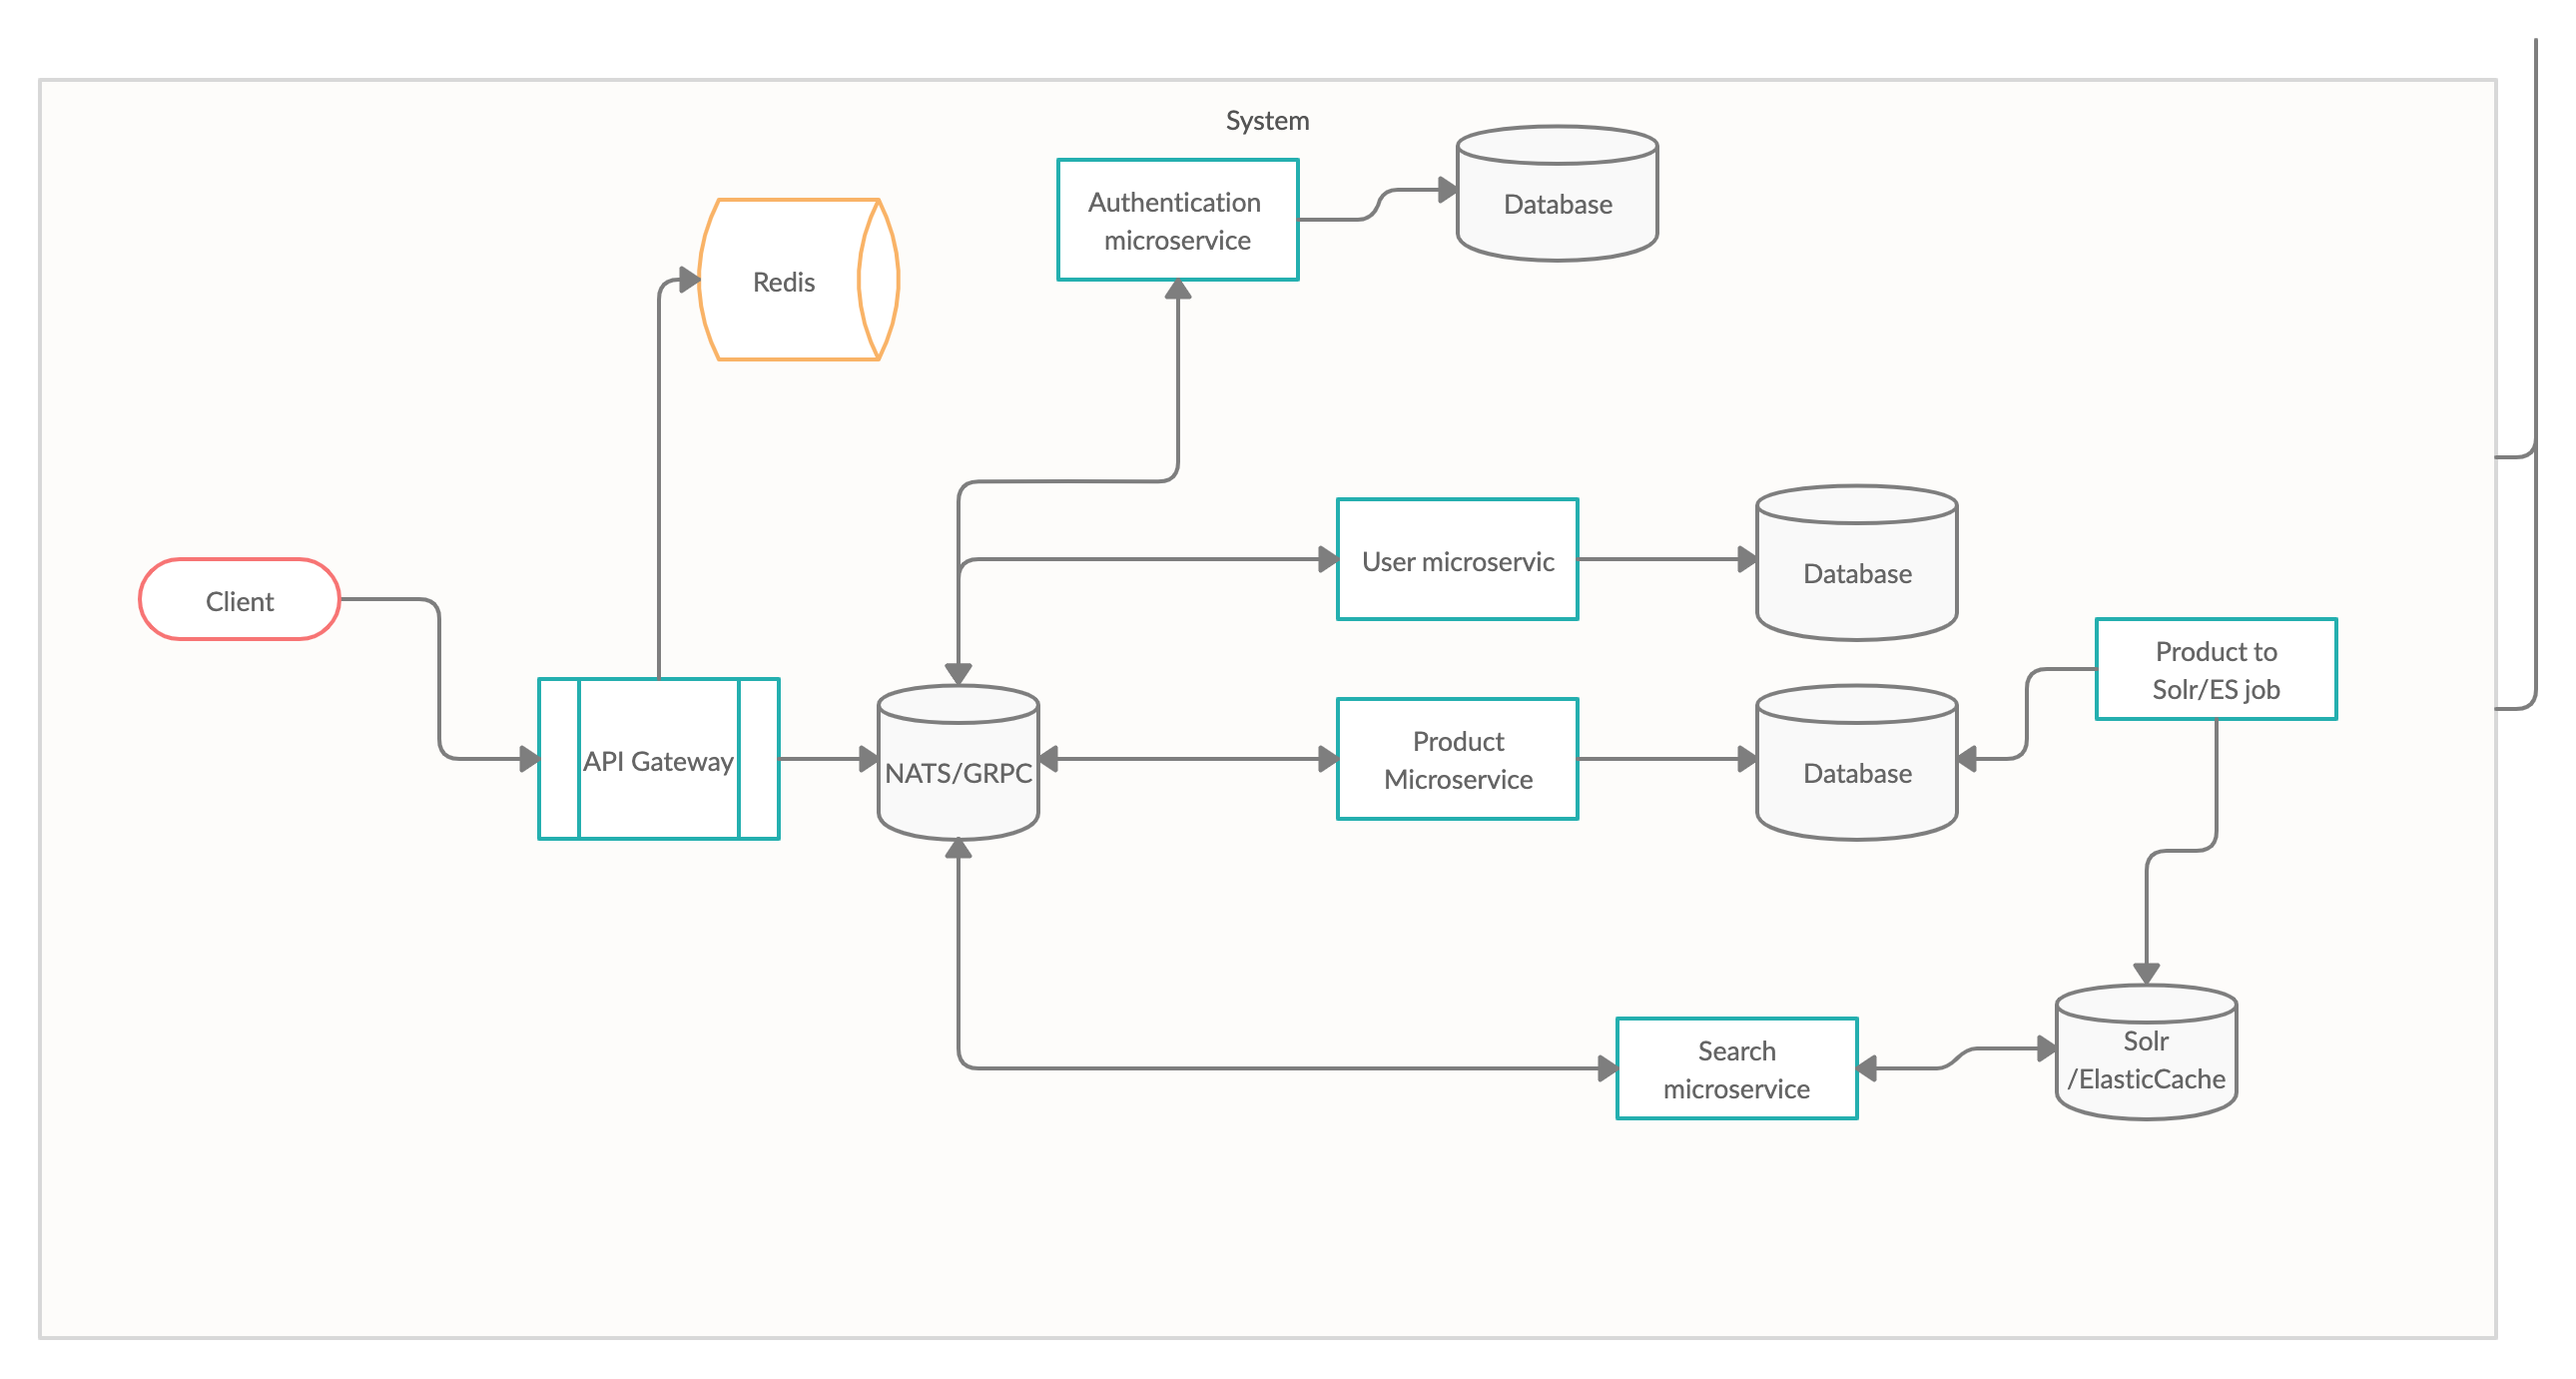 System
Authentication
microservice
Database
Redis
User microservic
Database
Client
Product to
Solr/ES job
API Gateway
NATS/GRPC
Product
Microservice
Database
Search
microservice
Solr
/ElasticCache